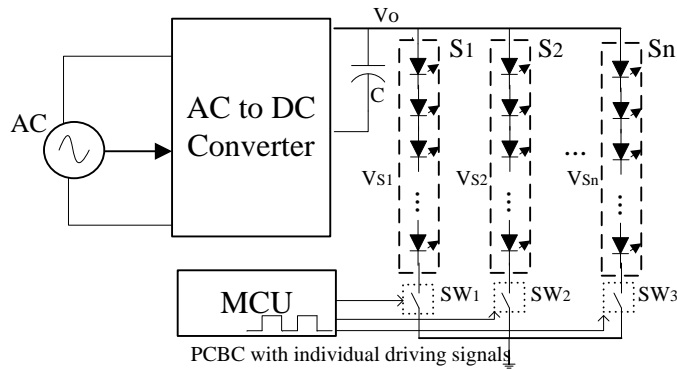 Vo
S1
S2
Sn
C
AC
AC to DC
Converter
VS1
VS2
...
VSn
MCU
SW1
SW2
SW3
PCBC with individual driving signals